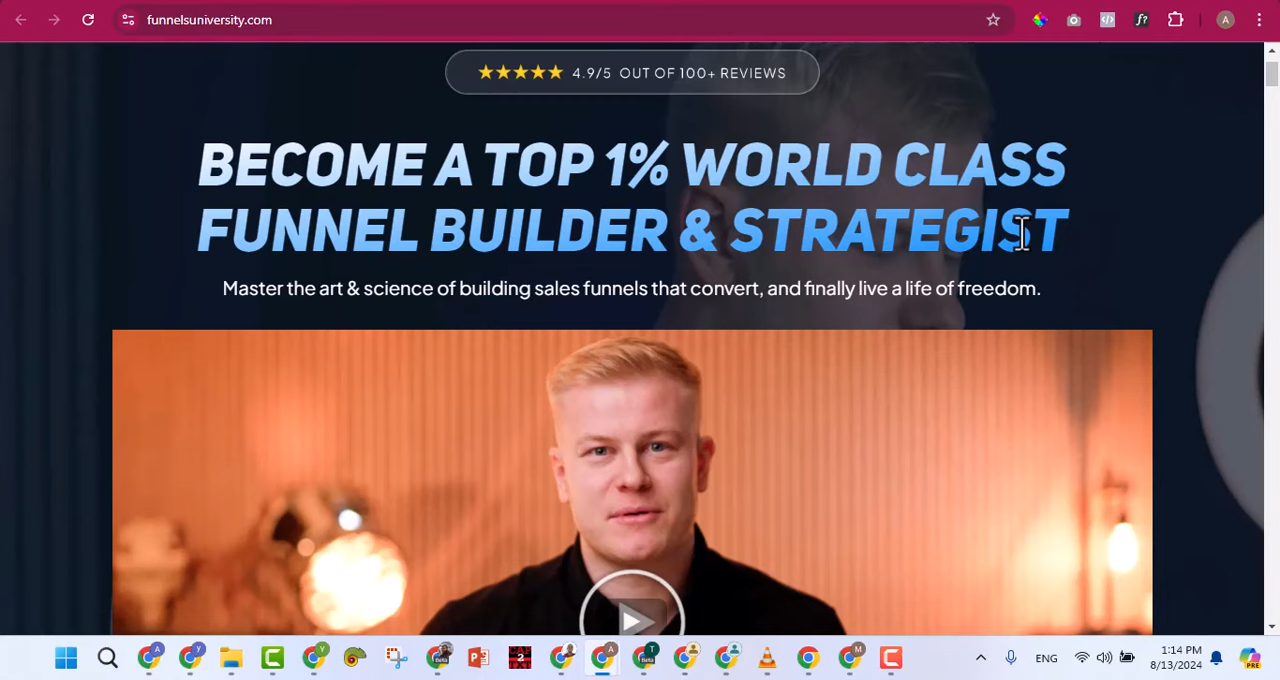 funnelsuniversity.com
f?
A
4.9/5 OUT OF 100+ REVIEWS
BECOME A TOP 1% WORLD CLASS
FUNNEL BUILDER & STRATEGIST
Master the art & science of building sales funnels that convert, and finally live a life of freedom.
ENG
1:14 PM
8/13/2024
PRE